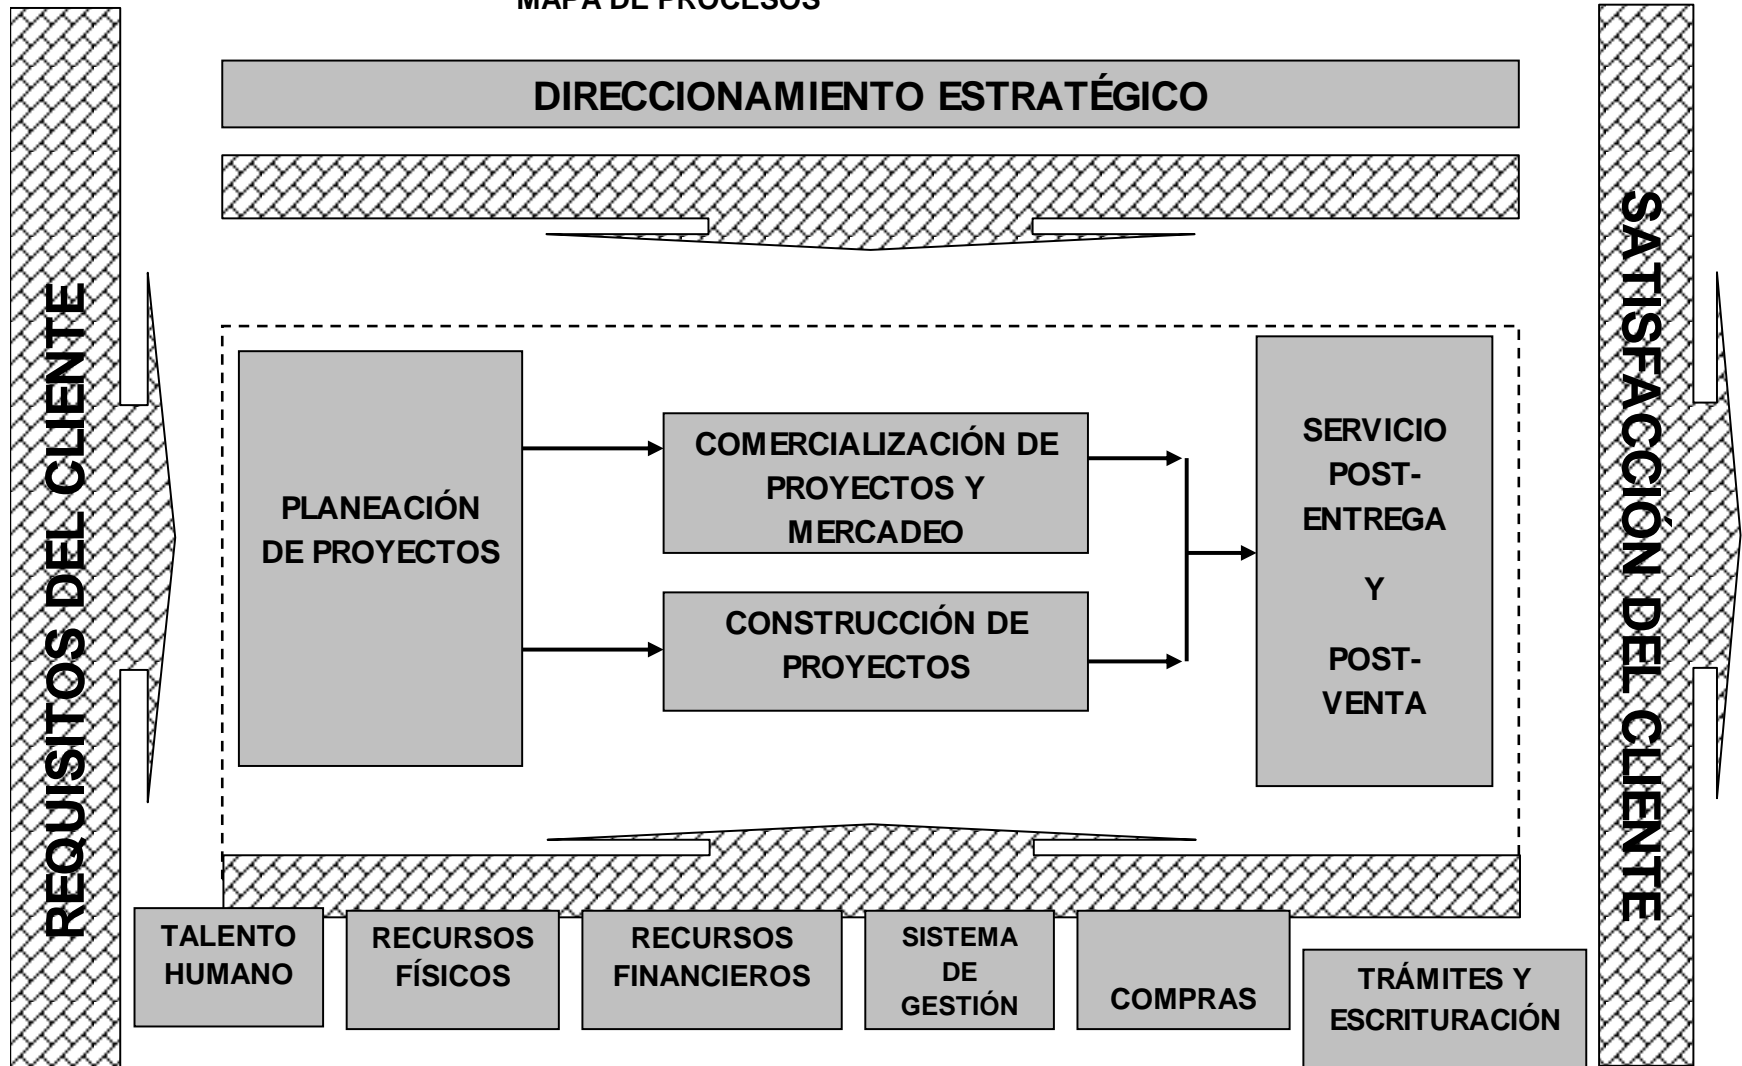 MAPA DE PROCESOS
DIRECCIONAMIENTO ESTRATÉGICO
REQUISITOS DEL CLIENTE
PLANEACIÓN
DE PROYECTOS
COMERCIALIZACIÓN DE
PROYECTOS Y
MERCADEO
CONSTRUCCIÓN DE
PROYECTOS
SERVICIO
POST-
ENTREGA
Y
POST-
VENTA
SATISFACCIÓN DEL CLIENTE
TALENTO
HUMANO
RECURSOS
FÍSICOS
RECURSOS
FINANCIEROS
SISTEMA
DE
GESTIÓN
COMPRAS
TRÁMITES Y
ESCRITURACIÓN